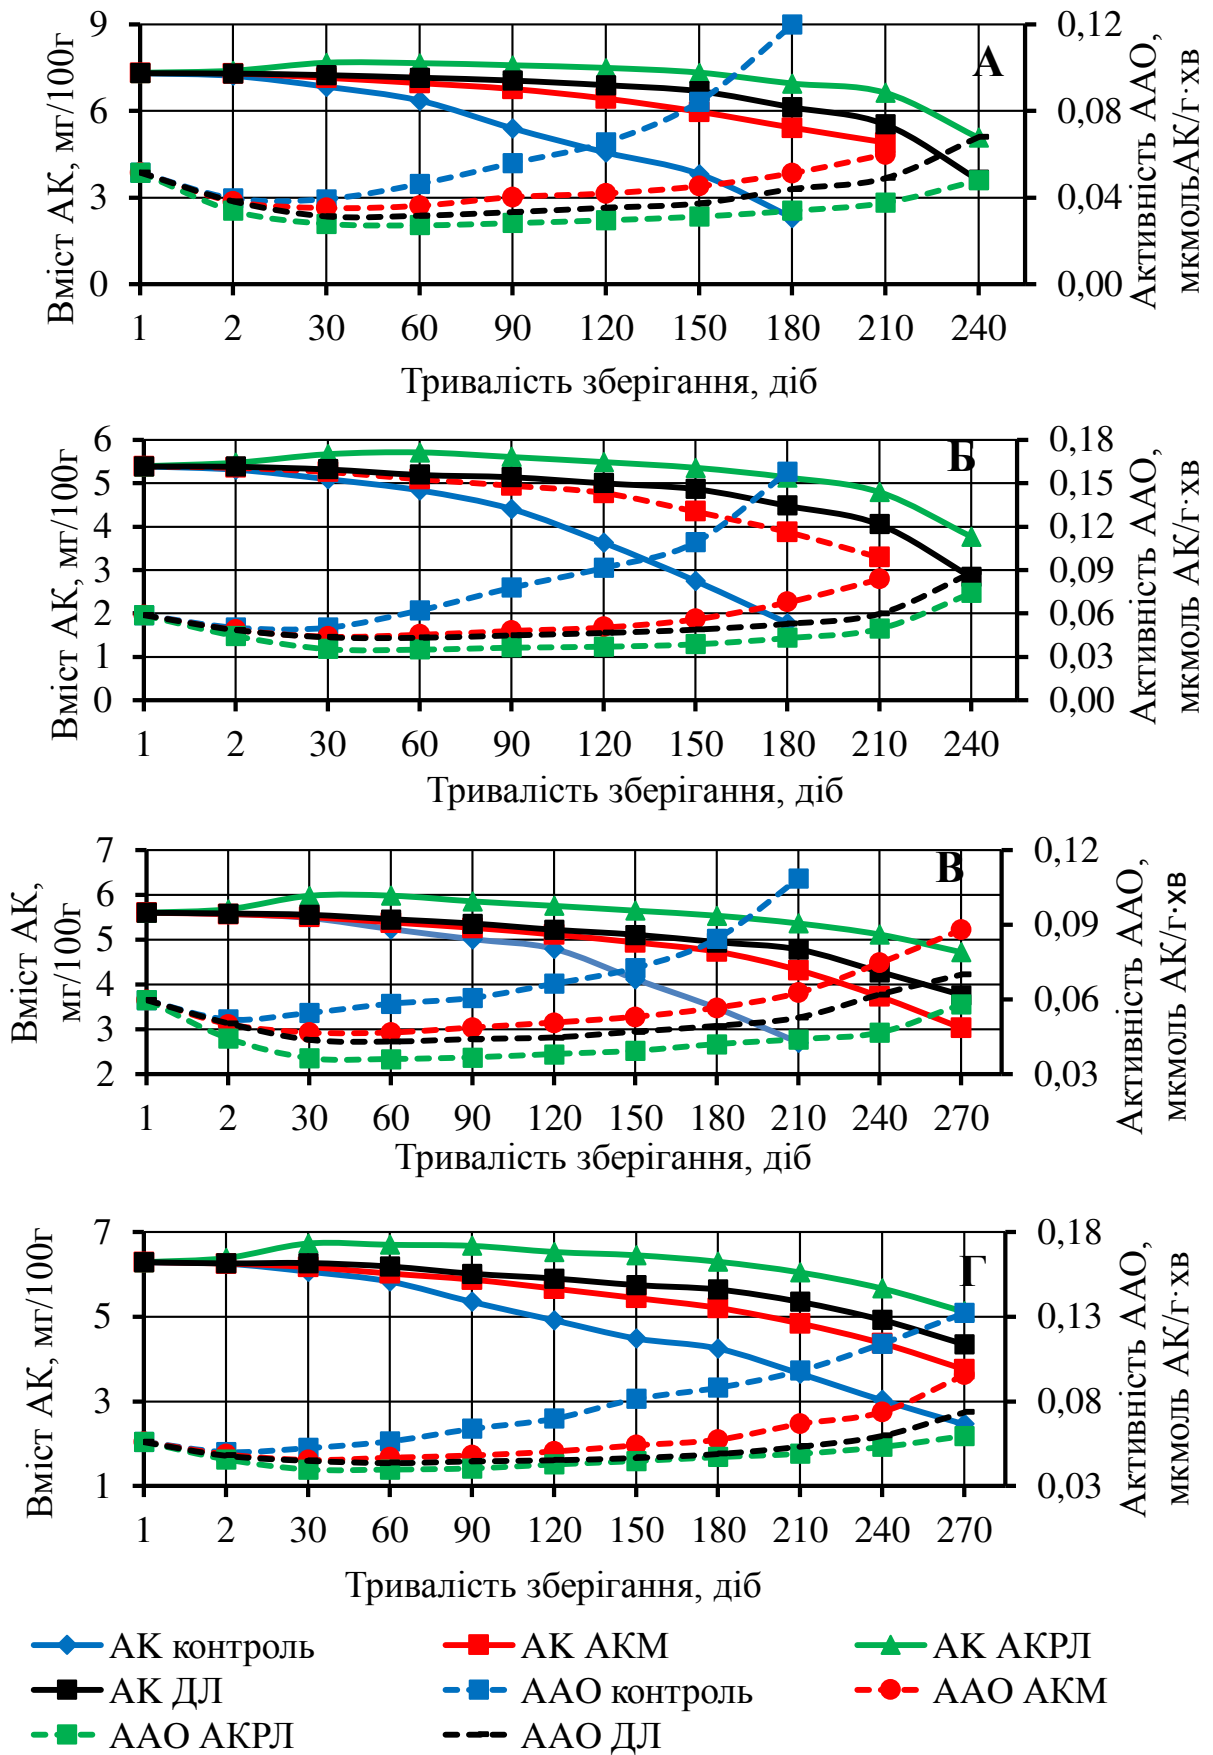 9
6
3
0
Вміст АК, мг/100г
0,12
0,08
0,04
0,00
Активність ААО,
мкмольАК/г·хв
А
1 2 30 60 90 120 150 180 210 240
Тривалість зберігання, діб
6
5
4
3
2
1
0
Вміст АК, мг/100г
0,18
0,15
0,12
0,09
0,06
0,03
0,00
Активність ААО,
мкмоль АК/г·хв
Б
1 2 30 60 90 120 150 180 210 240
Тривалість зберігання, діб
7
6
5
4
3
2
Вміст АК,
мг/100г
0,12
0,09
0,06
0,03
Активність ААО,
мкмоль АК/г·хв
В
1 2 30 60 90 120 150 180 210 240 270
Тривалість зберігання, діб
7
5
3
1
Вміст АК, мг/100г
0,18
0,13
0,08
0,03
Активність ААО,
мкмоль АК/г·хв
Г
1 2 30 60 90 120 150 180 210 240 270
Тривалість зберігання, діб
АК контроль АК АКМ АК АКРЛ
АК ДЛ ААО контроль ААО АКМ
ААО АКРЛ ААО ДЛ